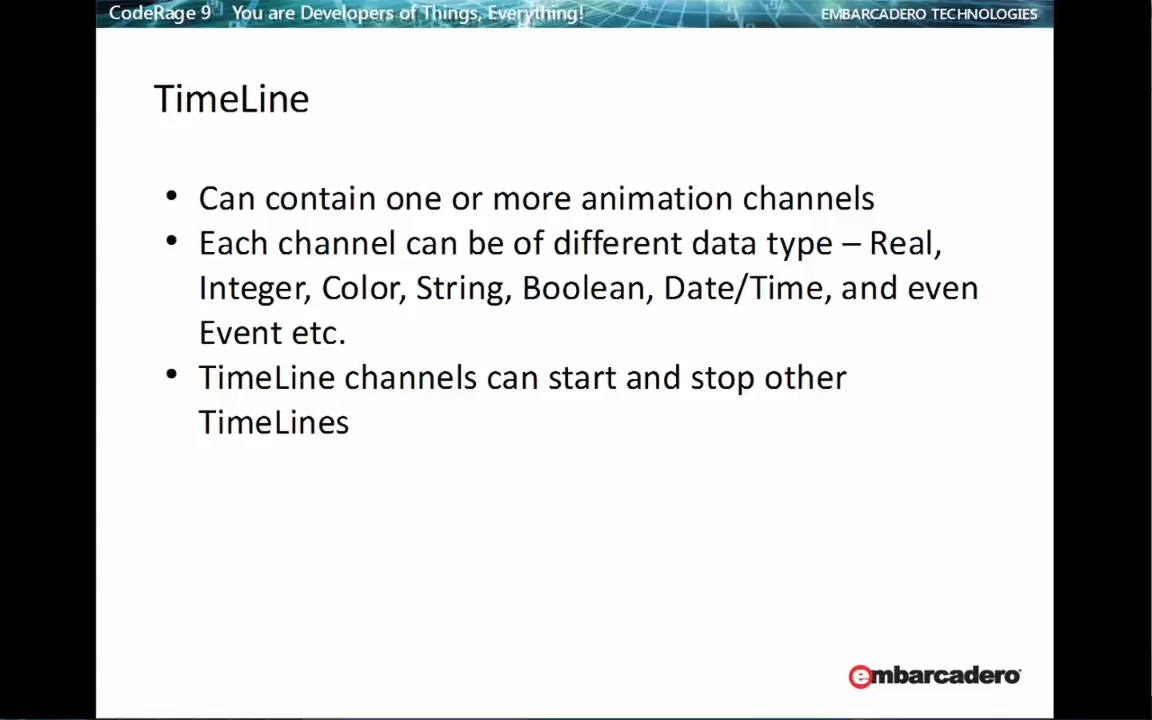 CodeRage 9 You are Developers of Things, Everything! EMBARCADERO TECHNOLOGIES
TimeLine
• Can contain one or more animation channels
• Each channel can be of different data type – Real,
Integer, Color, String, Boolean, Date/Time, and even
Event etc.
• TimeLine channels can start and stop other
TimeLines
embarcadero